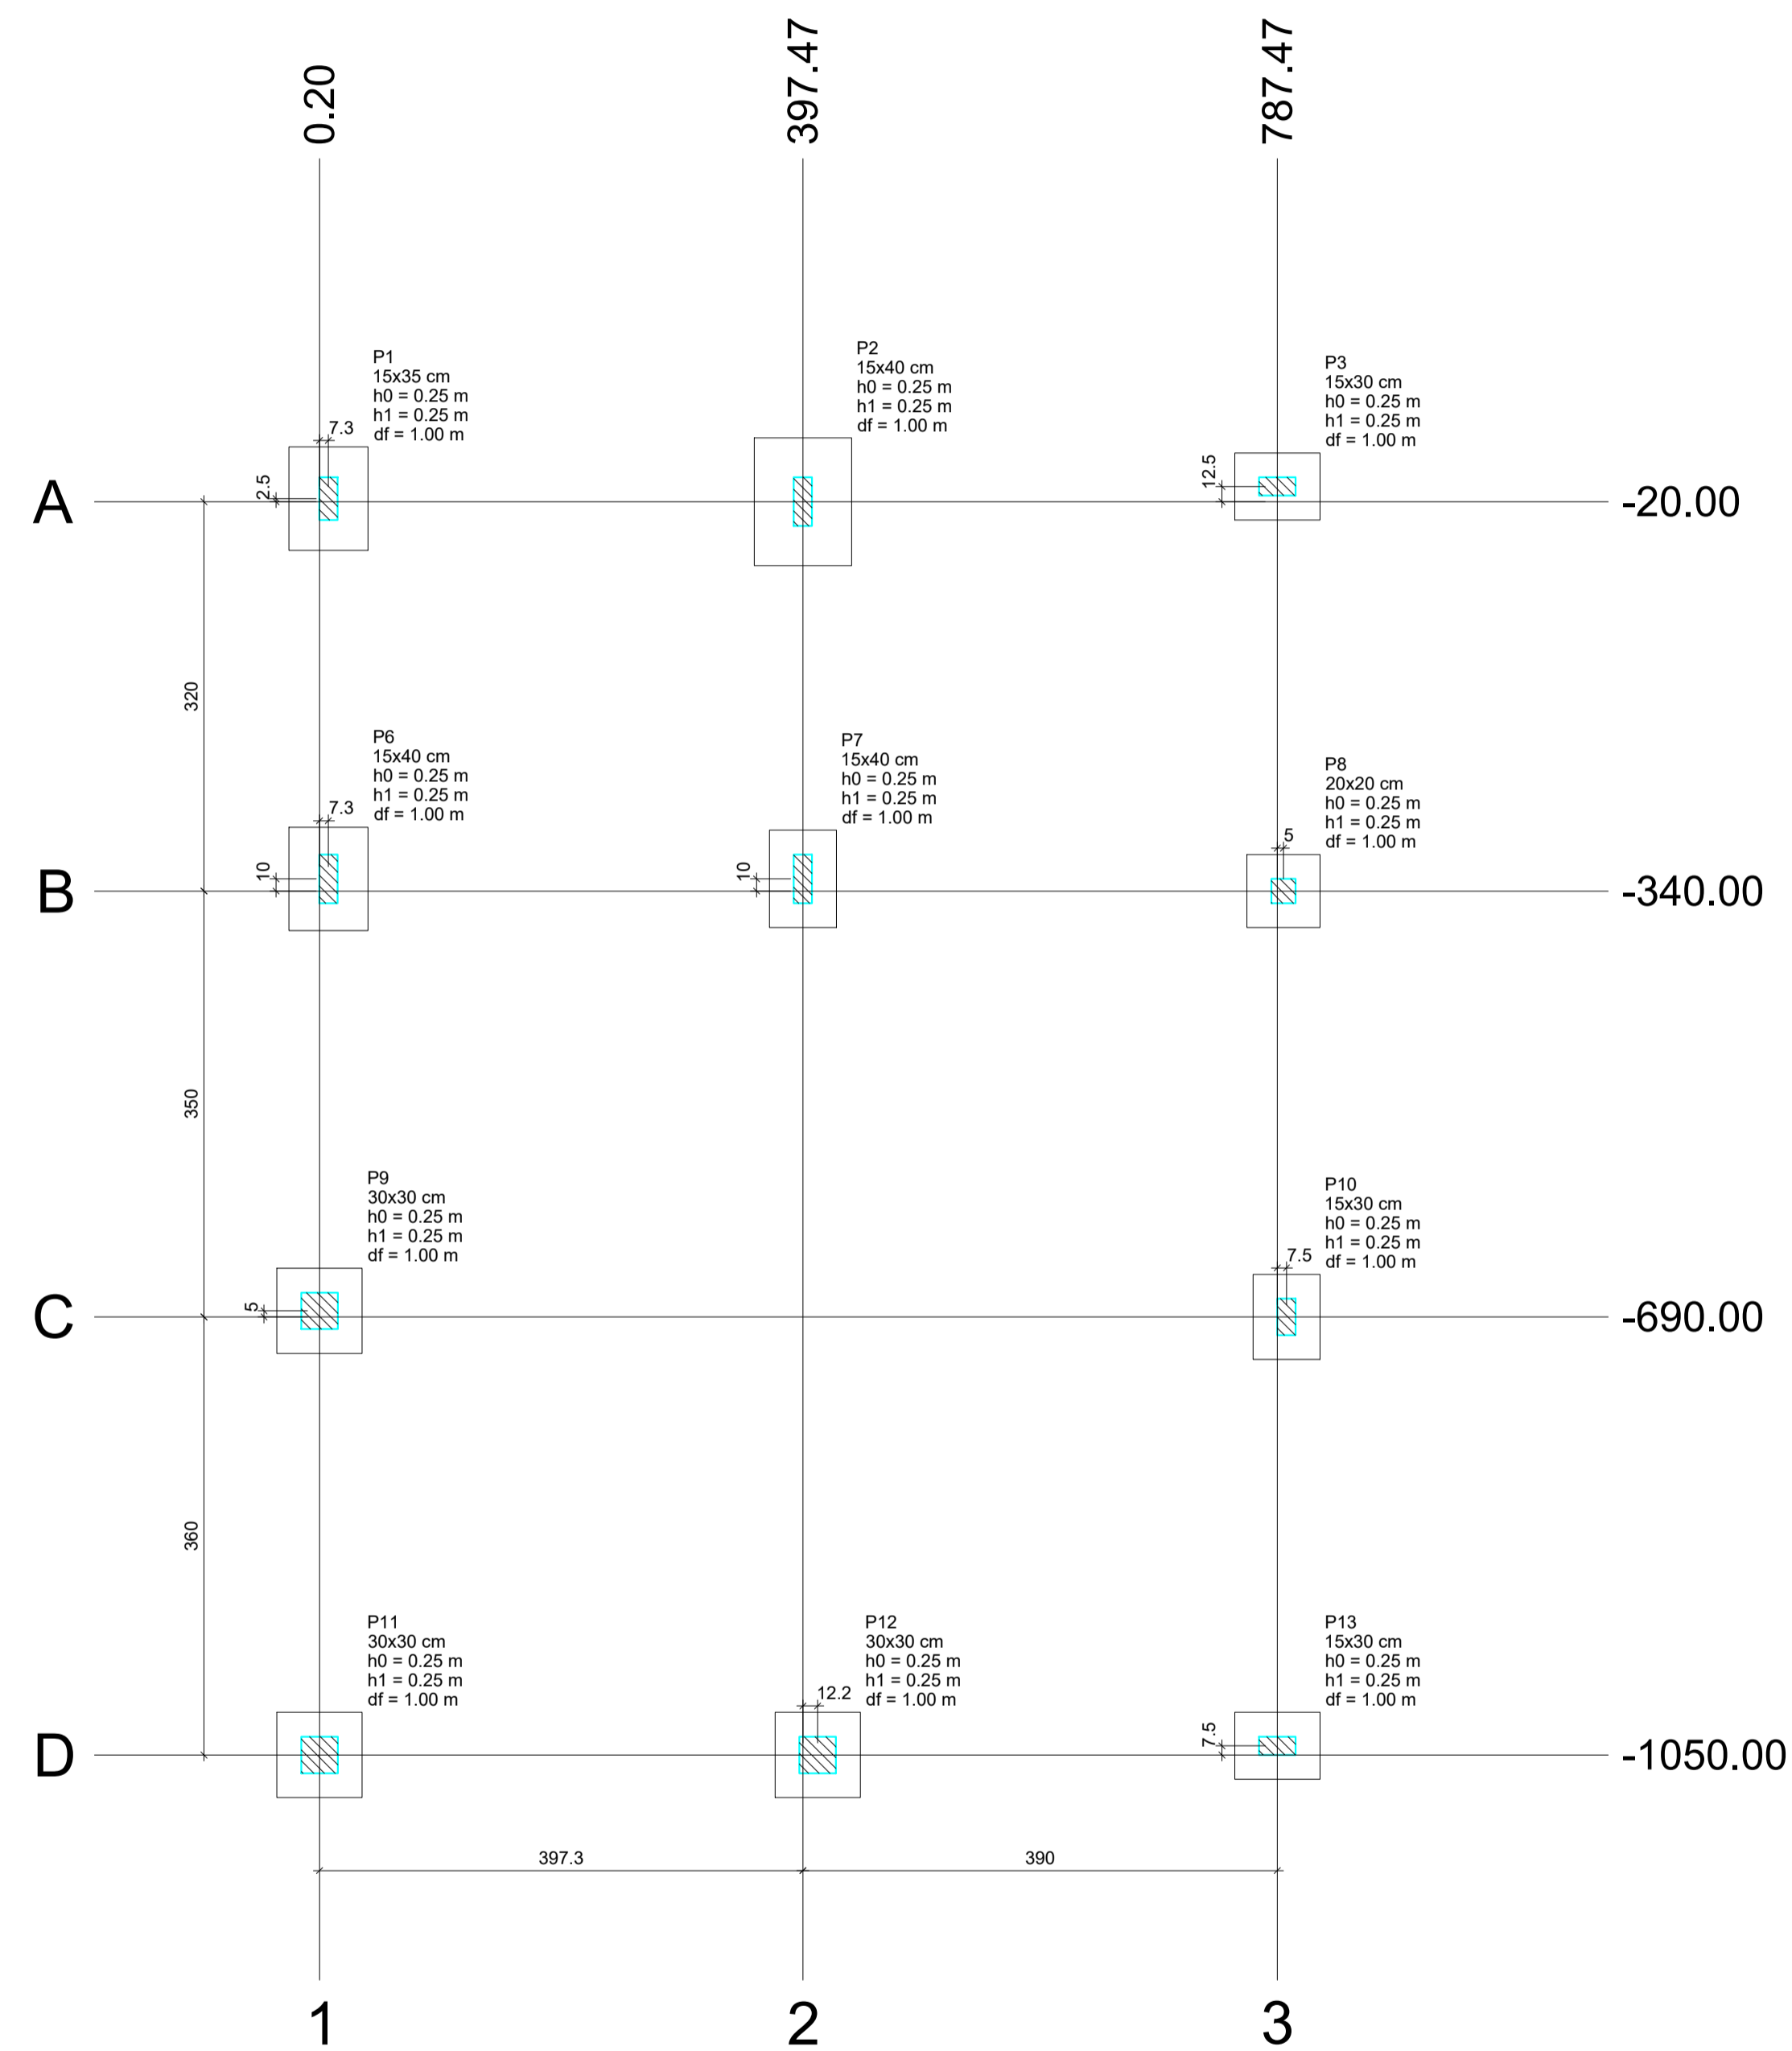 0.20
397.47
787.47
P1
15x35 cm
h0 = 0.25 m
h1 = 0.25 m
df = 1.00 m
7.3
2.5
P2
15x40 cm
h0 = 0.25 m
h1 = 0.25 m
df = 1.00 m
P3
15x30 cm
h0 = 0.25 m
h1 = 0.25 m
df = 1.00 m
12.5
A
-20.00
320
P6
15x40 cm
h0 = 0.25 m
h1 = 0.25 m
df = 1.00 m
7.3
10
P7
15x40 cm
h0 = 0.25 m
h1 = 0.25 m
df = 1.00 m
10
P8
20x20 cm
h0 = 0.25 m
h1 = 0.25 m
df = 1.00 m
5
B
-340.00
350
P9
30x30 cm
h0 = 0.25 m
h1 = 0.25 m
df = 1.00 m
5
P10
15x30 cm
h0 = 0.25 m
h1 = 0.25 m
df = 1.00 m
7.5
C
-690.00
360
P11
30x30 cm
h0 = 0.25 m
h1 = 0.25 m
df = 1.00 m
P12
30x30 cm
h0 = 0.25 m
h1 = 0.25 m
df = 1.00 m
12.2
P13
15x30 cm
h0 = 0.25 m
h1 = 0.25 m
df = 1.00 m
7.5
D
-1050.00
397.3
390
1
2
3